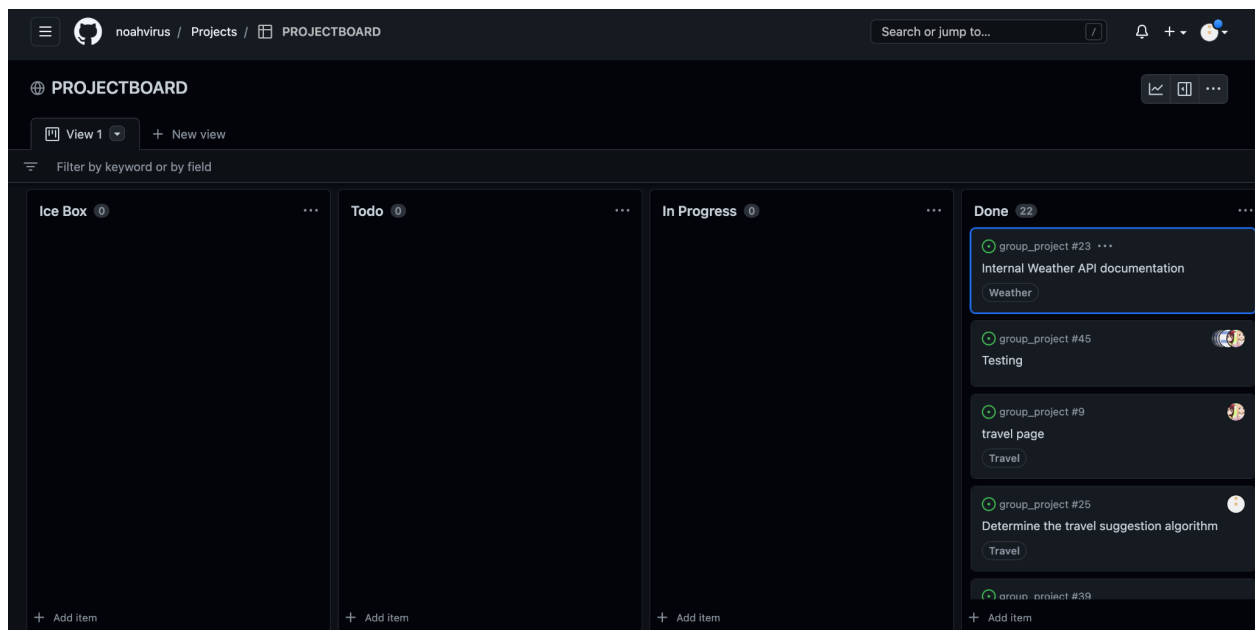 noahvirus / Projects / PROJECTBOARD
Search or jump to... /
PROJECTBOARD
View 1
New view
Filter by keyword or by field
Ice Box 0
Todo 0
In Progress 0
Done 22
group_project #23
Internal Weather API documentation
Weather
group_project #45
Testing
group_project #9
travel page
Travel
group_project #25
Determine the travel suggestion algorithm
Travel
group_project #39
Add item
Add item
Add item
Add item